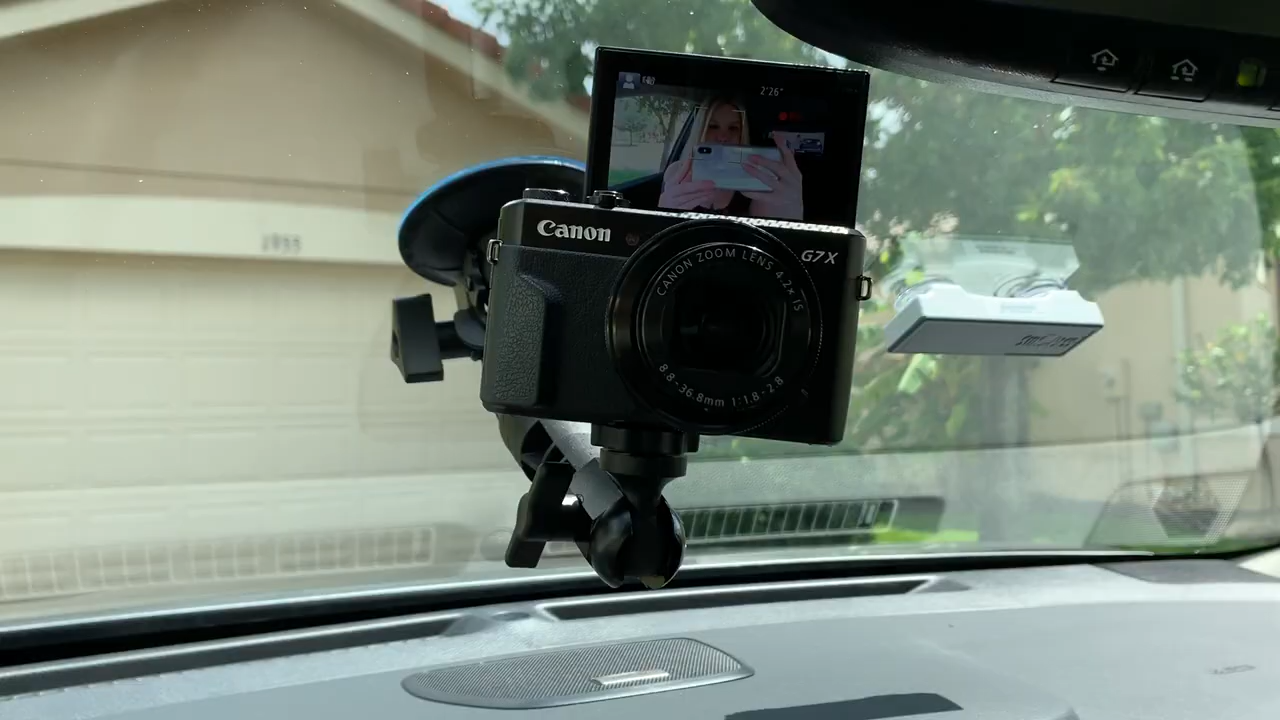 2'26"
Canon
G7X
CANON ZOOM LENS 4.2x IS
8.8-36.8mm 1:1.8-2.8